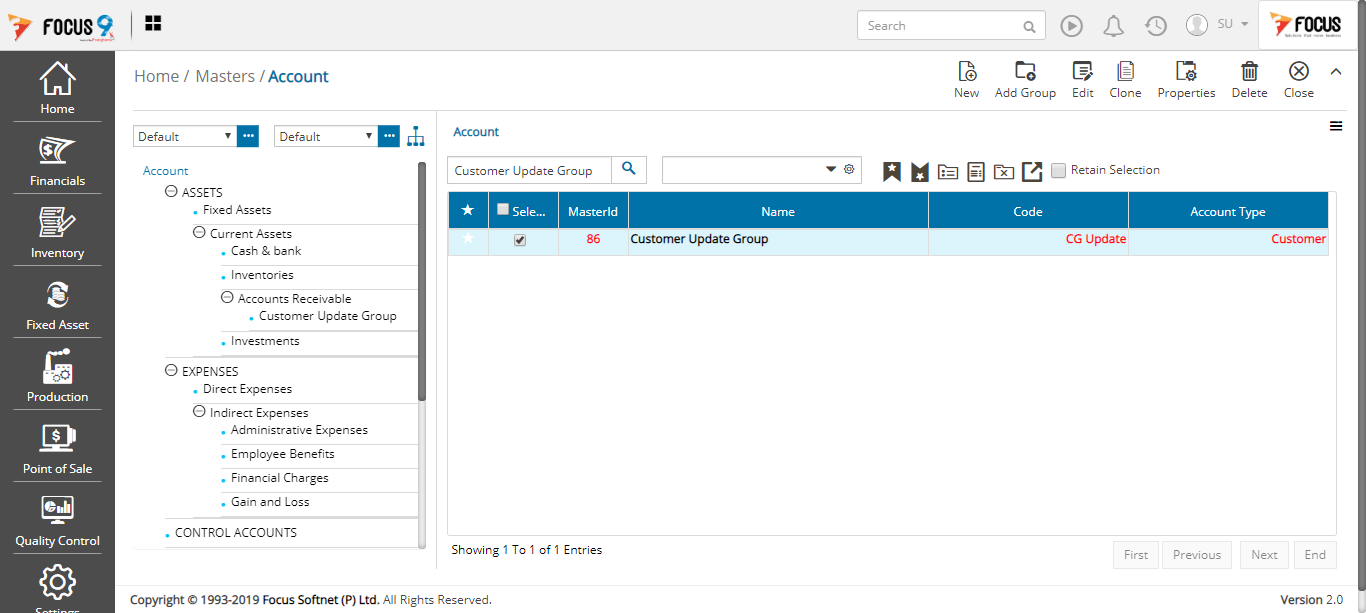 FOCUS 9
Search
SU
FOCUS
Home / Masters / Account
New
Add Group
Edit
Clone
Properties
Delete
Close
Home
Financials
Inventory
Fixed Asset
Production
Point of Sale
Quality Control
Settings
Default
Default
Account
ASSETS
Fixed Assets
Current Assets
Cash & bank
Inventories
Accounts Receivable
Customer Update Group
Investments
EXPENSES
Direct Expenses
Indirect Expenses
Administrative Expenses
Employee Benefits
Financial Charges
Gain and Loss
CONTROL ACCOUNTS
Account
Customer Update Group
Retain Selection
Sele... MasterId Name Code Account Type
86 Customer Update Group CG Update Customer
Showing 1 To 1 of 1 Entries
First Previous Next End
Copyright © 1993-2019 Focus Softnet (P) Ltd. All Rights Reserved.
Version 2.0